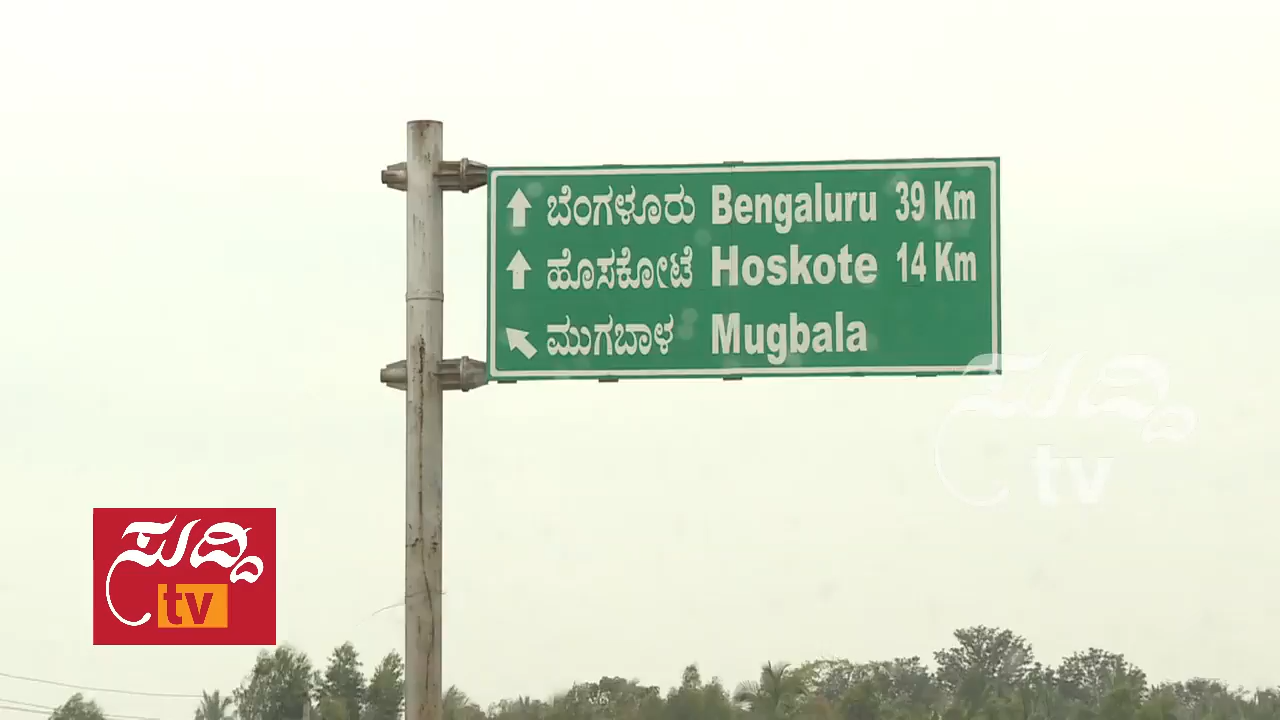 ಬೆಂಗಳೂರು Bengaluru 39 Km
ಹೊಸಕೋಟೆ Hoskote 14 Km
ಮುಗಬಾಳ Mugbala
ಸುದ್ದಿ
tv
ಸುದ್ದಿ
tv